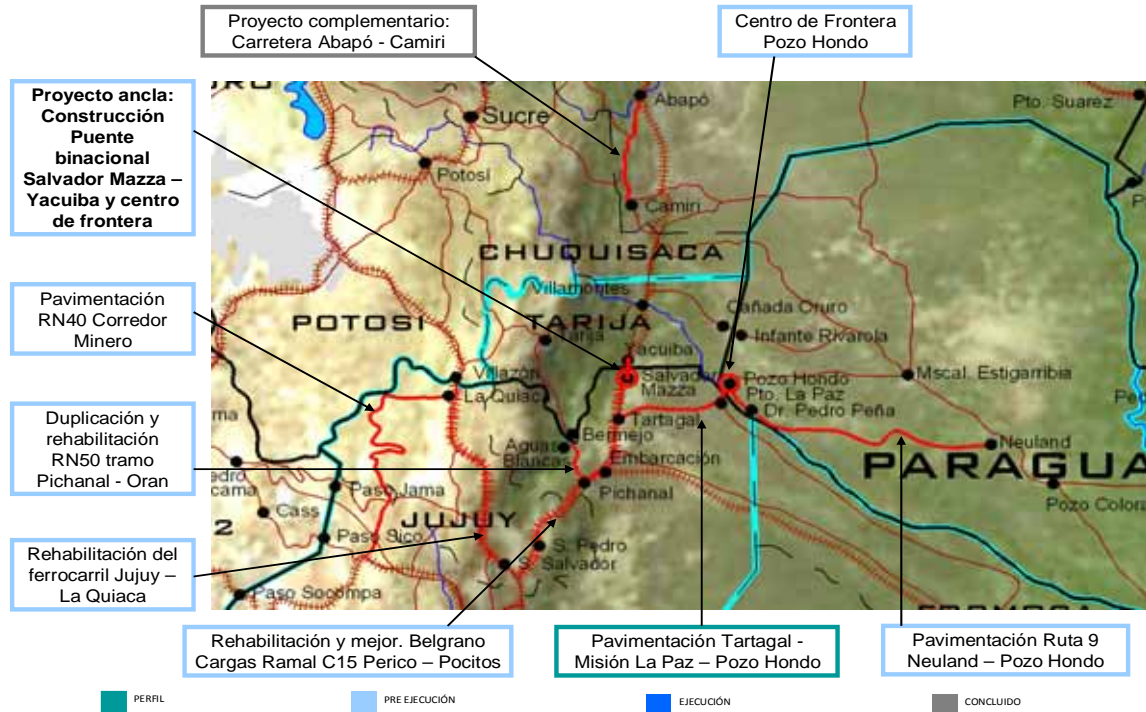 Proyecto complementario:
Carretera Abapó - Camiri
Centro de Frontera
Pozo Hondo
Proyecto ancla:
Construcción
Puente
binacional
Salvador Mazza –
Yacuiba y centro
de frontera
Pavimentación
RN40 Corredor
Minero
Duplicación y
rehabilitación
RN50 tramo
Pichanal - Oran
Rehabilitación del
ferrocarril Jujuy –
La Quiaca
Abapó
Pto. Suarez
Sucre
Potosí
Camiri
CHUQUISACA
Villamontes
Cañada Oruro
POTOSI
TARIJA
Tarija
Infante Rivarola
Yacuiba
Villazón
Salvador
Mazza
Pozo Hondo
Mscal. Estigarribia
La Quiaca
Pto. La Paz
Dr. Pedro Peña
Tartagal
Bermejo
Aguas
Blancas
Neuland
Embarcación
PARAGUA
Pichanal
Paso Jama
Pozo Colora
Cass
JUJUY
Paso Sico
S. Pedro
S. Salvador
Paso Socompa
Rehabilitación y mejor. Belgrano
Cargas Ramal C15 Perico – Pocitos
Pavimentación Tartagal -
Misión La Paz – Pozo Hondo
Pavimentación Ruta 9
Neuland – Pozo Hondo
PERFIL
PRE EJECUCIÓN
EJECUCIÓN
CONCLUIDO